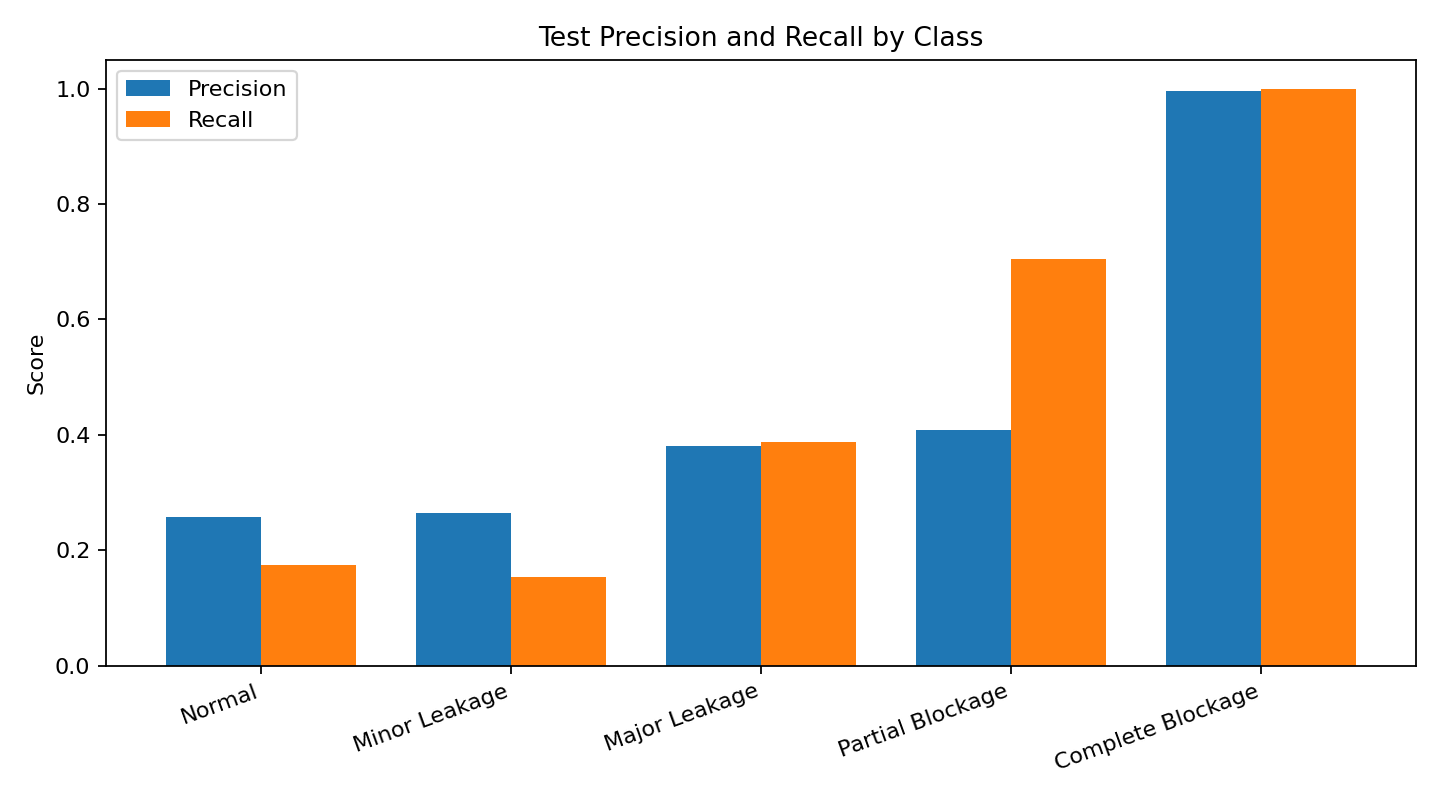 Test Precision and Recall by Class
Precision
Recall
1.0
0.8
0.6
0.4
0.2
0.0
Score
Normal
Minor Leakage
Major Leakage
Partial Blockage
Complete Blockage